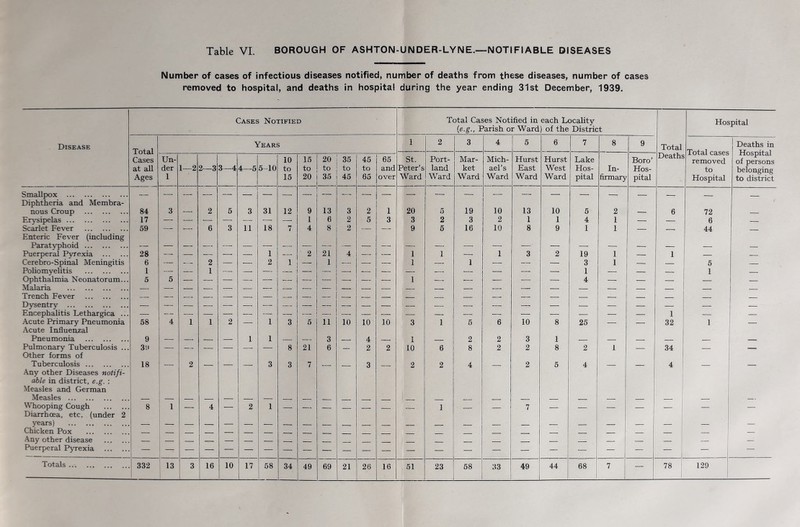 Table VI. BOROUGH OF ASHTON-UNDER-LYNE.—NOTIFIABLE DISEASES
Number of cases of infectious diseases notified, number of deaths from these diseases, number of cases
removed to hospital, and deaths in hospital during the year ending 31st December, 1939.
Disease | Cases Notified | Total Cases Notified in each Locality (e.g., Parish or Ward) of the District | Total Deaths | Hospital
Total Cases at all Ages | Years | 1 | 2 | 3 | 4 | 5 | 6 | 7 | 8 | 9 | Total cases removed to Hospital | Deaths in Hospital of persons belonging to district
Under 1 | 1—2 | 2—3 | 3—4 | 4—5 | 5—10 | 10 to 15 | 15 to 20 | 20 to 35 | 35 to 45 | 45 to 65 | 65 and over | St. Peter's Ward | Portland Ward | Market Ward | Michael's Ward | Hurst East Ward | Hurst West Ward | Lake Hospital | Infirmary | Boro' Hospital
Smallpox ... — — — — — — — — — — — — — — — — — — — — — — — — —
Diphtheria and Membranous Croup ... 84 3 — 2 5 3 31 12 9 13 3 2 1 20 5 19 10 13 10 5 2 — 6 72 —
Erysipelas ... 17 — — — — — — — 1 6 2 5 3 3 2 3 2 1 1 4 1 — — 6 —
Scarlet Fever ... 59 — — 6 3 11 18 7 4 8 2 — — 9 5 16 10 8 9 1 1 — — 44 —
Enteric Fever (including Paratyphoid ... — — — — — — — — — — — — — — — — — — — — — — — — —
Puerperal Pyrexia ... 28 — — — — — 1 — 2 21 4 — — 1 1 — 1 3 2 19 1 — 1 — —
Cerebro-Spinal Meningitis 6 — — 2 — — 2 1 — 1 — — — 1 — 1 — — — 3 1 — — 5 —
Poliomyelitis ... 1 — — 1 — — — — — — — — — — — — — — — 1 — — — 1 —
Ophthalmia Neonatorum... 5 5 — — — — — — — — — — — 1 — — — — — 4 — — — — —
Malaria ... — — — — — — — — — — — — — — — — — — — — — — — — —
Trench Fever ... — — — — — — — — — — — — — — — — — — — — — — — — —
Dysentry ... — — — — — — — — — — — — — — — — — — — — — — — — —
Encephalitis Lethargica ... — — — — — — — — — — — — — — — — — — — — — — 1 — —
Acute Primary Pneumonia 58 4 1 1 2 — 1 3 5 11 10 10 10 3 1 5 6 10 8 25 — — 32 1 —
Acute Influenzal Pneumonia ... 9 — — — — 1 1 — — 3 — 4 — 1 — 2 2 3 1 — — — — — —
Pulmonary Tuberculosis ... 39 — — — — — — 8 21 6 — 2 2 10 6 8 2 2 8 2 1 — 34 — —
Other forms of Tuberculosis ... 18 — 2 — — — 3 3 7 — — 3 — 2 2 4 — 2 5 4 — — 4 — —
Any other Diseases notifiable in district, e.g. :
Measles and German Measles ... — — — — — — — — — — — — — — — — — — — — — — — — —
Whooping Cough ... 8 1 — 4 — 2 1 — — — — — — — 1 — — 7 — — — — — — —
Diarrhœa, etc. (under 2 years) ... — — — — — — — — — — — — — — — — — — — — — — — — —
Chicken Pox ... — — — — — — — — — — — — — — — — — — — — — — — — —
Any other disease ... — — — — — — — — — — — — — — — — — — — — — — — — —
Puerperal Pyrexia ... — — — — — — — — — — — — — — — — — — — — — — — — —
Totals ... 332 13 3 16 10 17 58 34 49 69 21 26 16 51 23 58 33 49 44 68 7 — 78 129